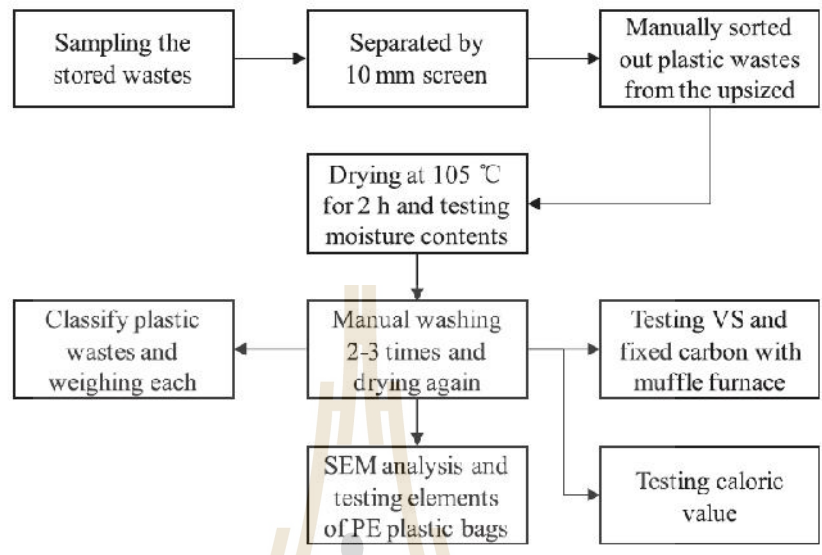 Sampling the
stored wastes
Separated by
10 mm screen
Manually sorted
out plastic wastes
from the upsized
Drying at 105 ℃
for 2 h and testing
moisture contents
Classify plastic
wastes and
weighing each
Manual washing
2-3 times and
drying again
Testing VS and
fixed carbon with
muffle furnace
SEM analysis and
testing elements
of PE plastic bags
Testing caloric
value